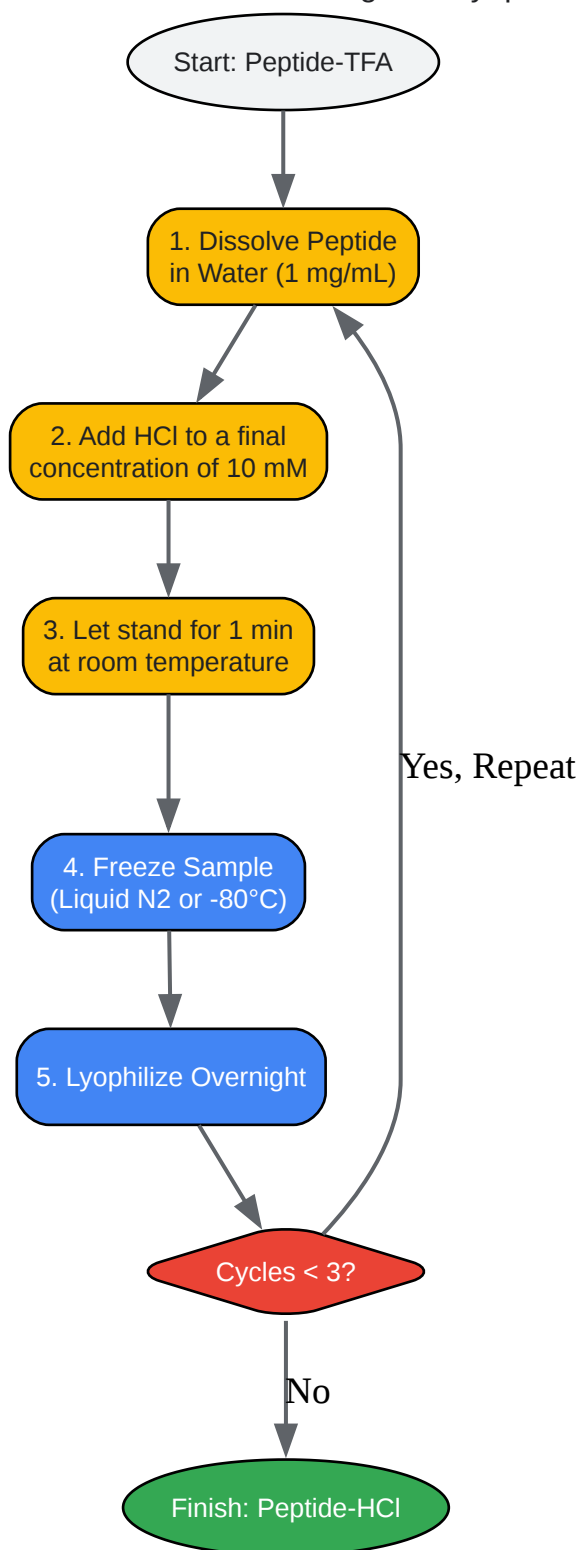 Start: Peptide-TFA
1. Dissolve Peptide
in Water (1 mg/mL)
2. Add HCl to a final
concentration of 10 mM
3. Let stand for 1 min
at room temperature
Yes, Repeat
4. Freeze Sample
(Liquid N2 or -80°C)
5. Lyophilize Overnight
Cycles < 3?
No
Finish: Peptide-HCl